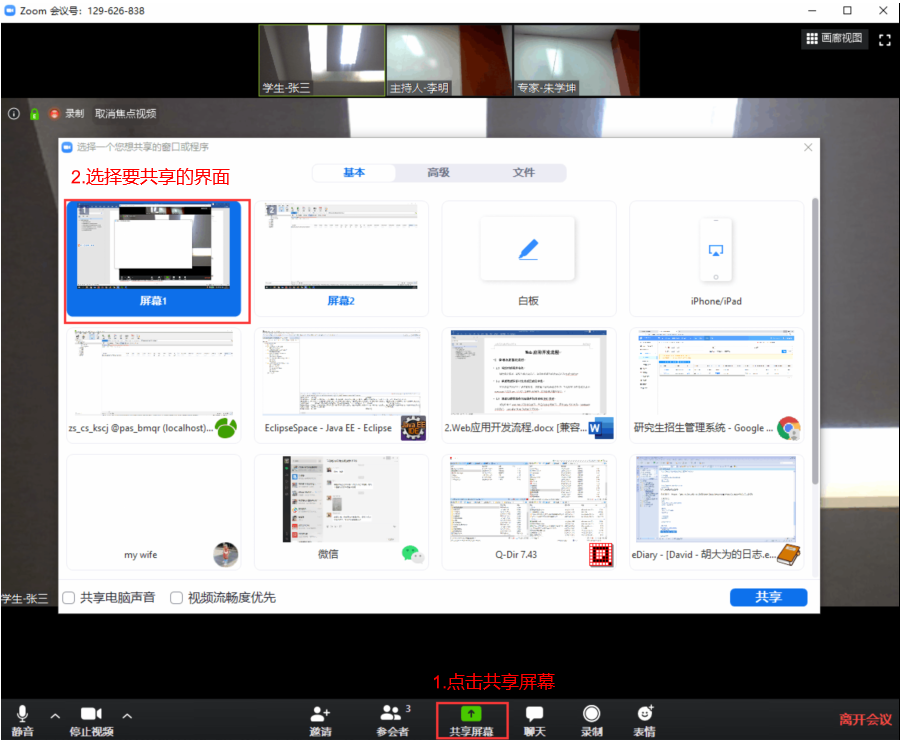 Zoom 会议号: 129-626-838
画廊视图
学生-张三
主持人-李明
专家-朱学坤
录制 取消焦点视频
选择一个您想共享的窗口或程序
2.选择要共享的界面
基本 高级 文件
1
2
屏幕1
屏幕2
白板
iPhone/iPad
zs_cs_kscj @pas_bmqr (localhost)...
EclipseSpace - Java EE - Eclipse
Java EE IDE
2.Web应用开发流程.docx [兼容...
研究生招生管理系统 - Google ...
my wife
微信
Q-Dir 7.43
eDiary - [David - 胡大为的日志.e...
学生-张三
共享电脑声音
视频流畅度优先
共享
1.点击共享屏幕
静音
停止视频
邀请
参会者
3
共享屏幕
聊天
录制
表情
离开会议